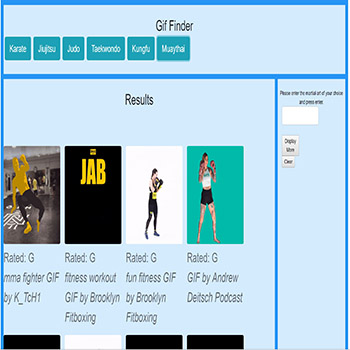 Gif Finder
Karate Jiujitsu Judo Taekwondo Kungfu Muaythai
Results
Please enter the martial art of your choice
and press enter.
Display
More
Clear
JAB
Rated: G
mma fighter GIF
by K_TcH1
Rated: G
fitness workout
GIF by Brooklyn
Fitboxing
Rated: G
fun fitness GIF
by Brooklyn
Fitboxing
Rated: G
GIF by Andrew
Deitsch Podcast